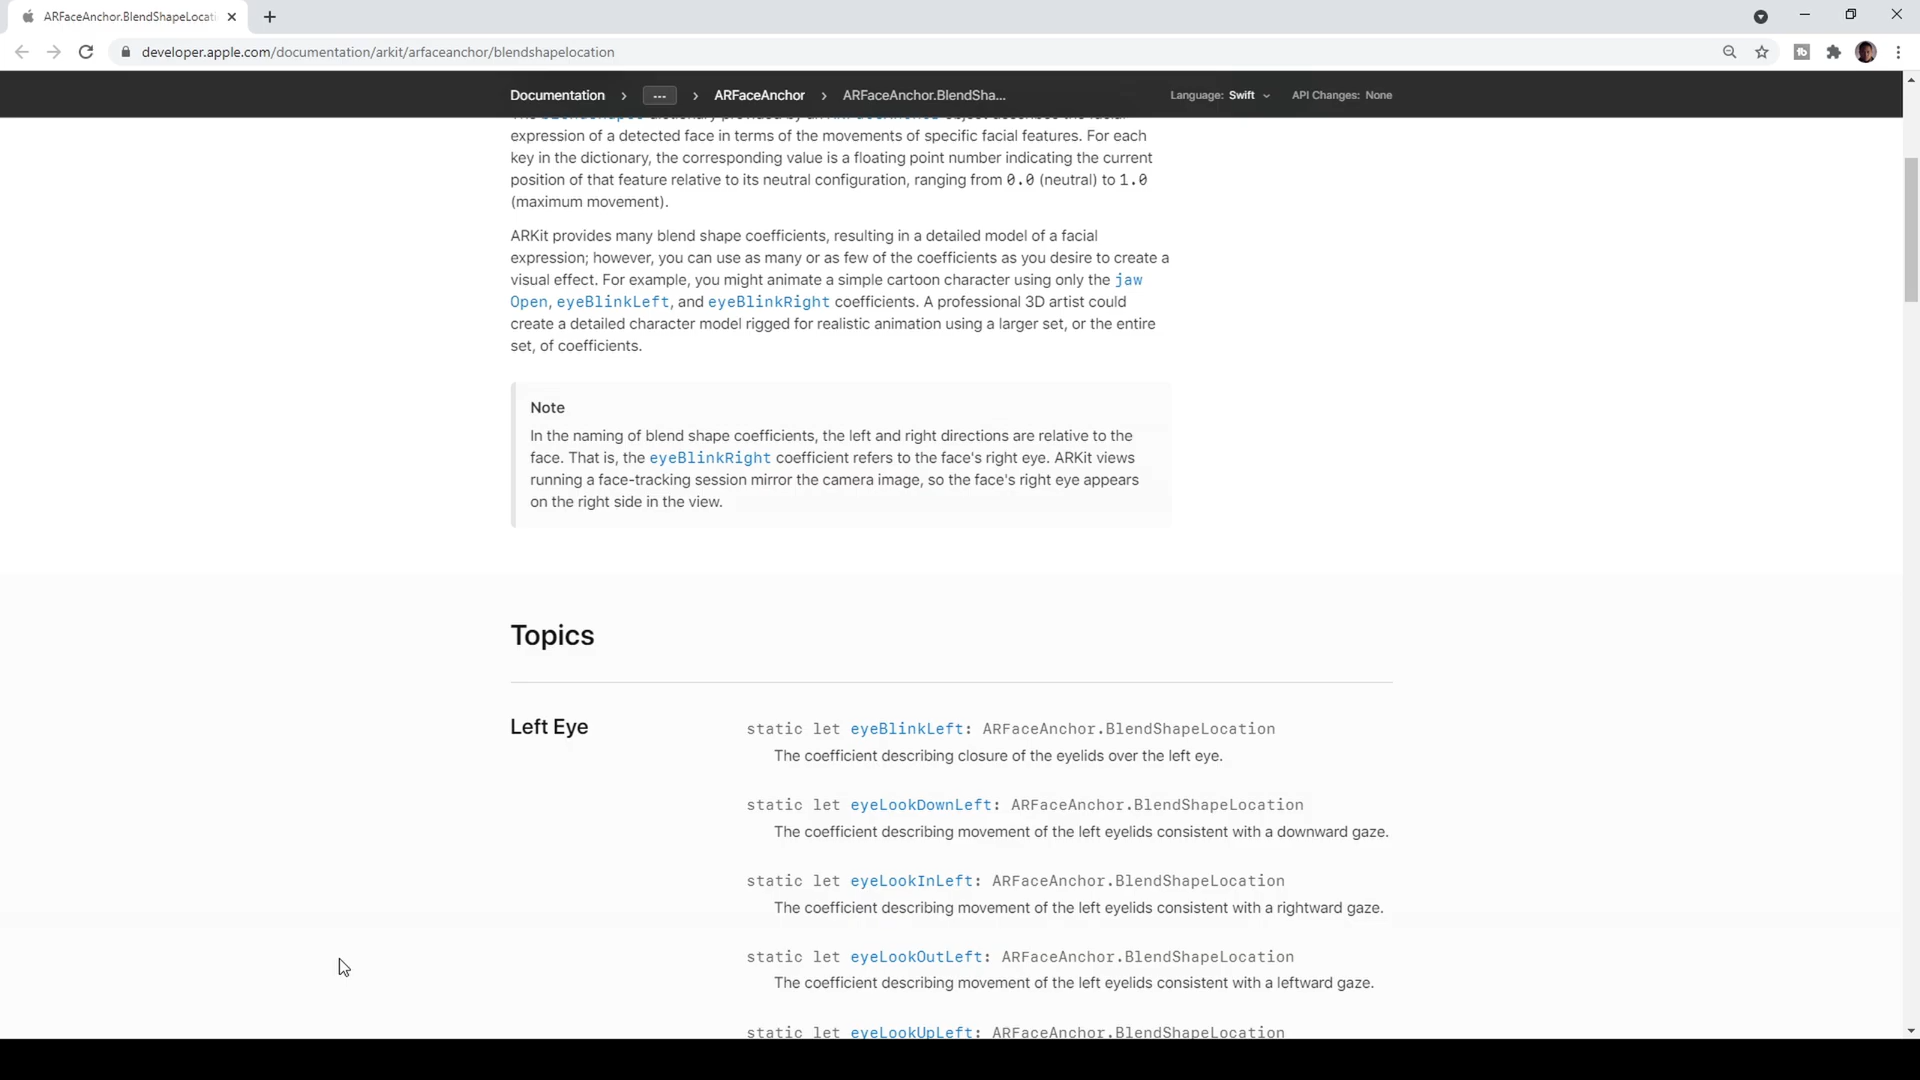 ARFaceAnchor.BlendShapeLocati
developer.apple.com/documentation/arkit/arfaceanchor/blendshapelocation
Documentation > --- > ARFaceAnchor > ARFaceAnchor.BlendSha... Language: Swift API Changes: None
expression of a detected face in terms of the movements of specific facial features. For each
key in the dictionary, the corresponding value is a floating point number indicating the current
position of that feature relative to its neutral configuration, ranging from 0.0 (neutral) to 1.0
(maximum movement).
ARKit provides many blend shape coefficients, resulting in a detailed model of a facial
expression; however, you can use as many or as few of the coefficients as you desire to create a
visual effect. For example, you might animate a simple cartoon character using only the jaw
Open, eyeBlinkLeft, and eyeBlinkRight coefficients. A professional 3D artist could
create a detailed character model rigged for realistic animation using a larger set, or the entire
set, of coefficients.
Note
In the naming of blend shape coefficients, the left and right directions are relative to the
face. That is, the eyeBlinkRight coefficient refers to the face's right eye. ARKit views
running a face-tracking session mirror the camera image, so the face's right eye appears
on the right side in the view.
Topics
Left Eye
static let eyeBlinkLeft: ARFaceAnchor.BlendShapeLocation
The coefficient describing closure of the eyelids over the left eye.
static let eyeLookDownLeft: ARFaceAnchor.BlendShapeLocation
The coefficient describing movement of the left eyelids consistent with a downward gaze.
static let eyeLookInLeft: ARFaceAnchor.BlendShapeLocation
The coefficient describing movement of the left eyelids consistent with a rightward gaze.
static let eyeLookOutLeft: ARFaceAnchor.BlendShapeLocation
The coefficient describing movement of the left eyelids consistent with a leftward gaze.
static let eyeLookUpLeft: ARFaceAnchor.BlendShapeLocation